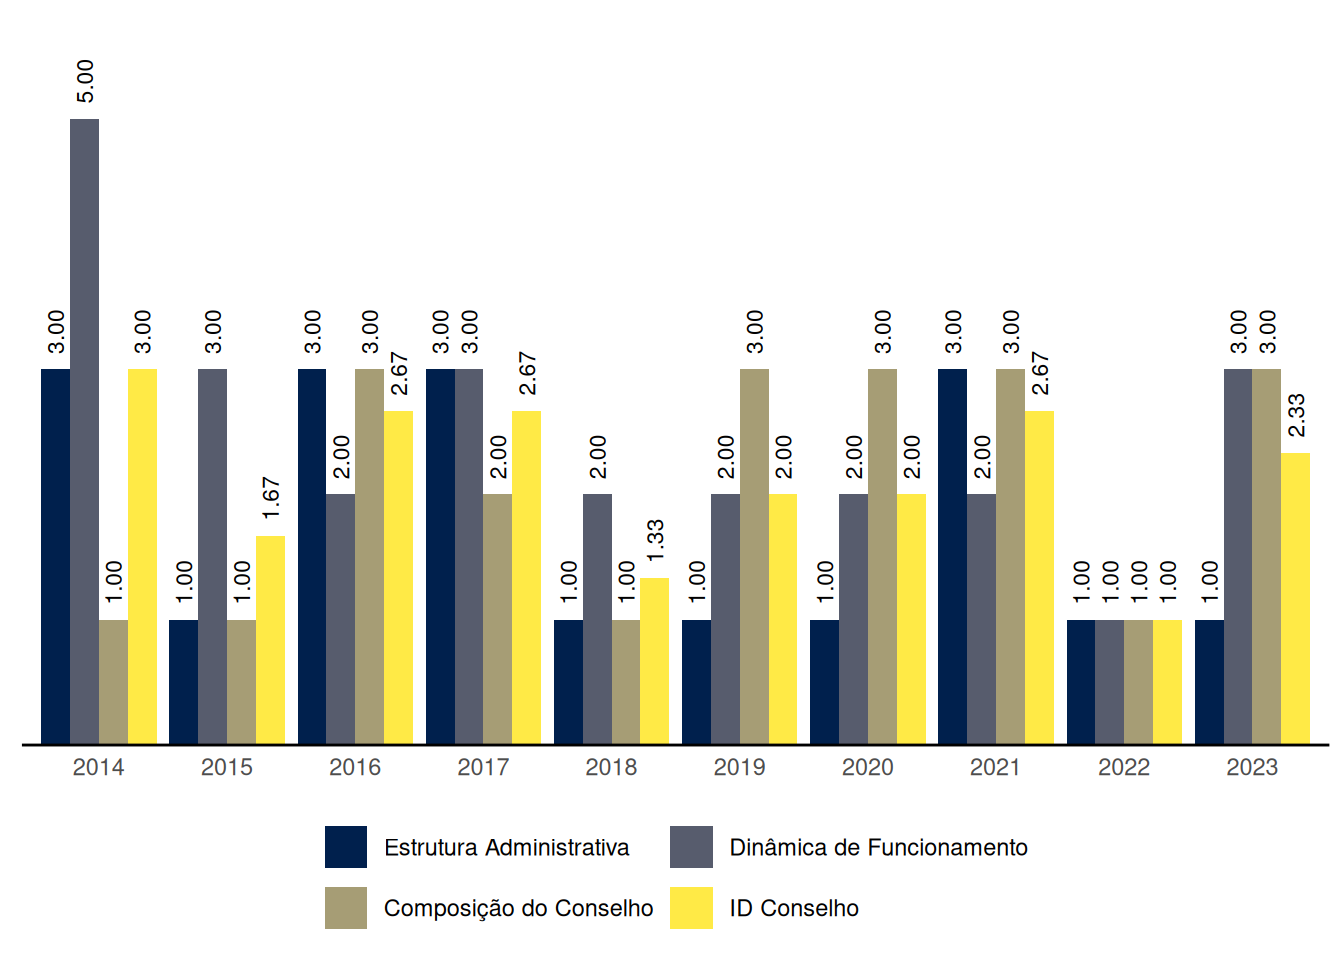 5.00
3.00 1.00 3.00
1.00 3.00 1.00 1.67
3.00 2.00 3.00 2.67
3.00 3.00 2.00 2.67
1.00 2.00 1.00 1.33
1.00 2.00 3.00 2.00
1.00 2.00 3.00 2.00
3.00 2.00 3.00 2.67
1.00 1.00 1.00 1.00
1.00 3.00 3.00 2.33
2014 2015 2016 2017 2018 2019 2020 2021 2022 2023
Estrutura Administrativa Dinâmica de Funcionamento
Composição do Conselho ID Conselho